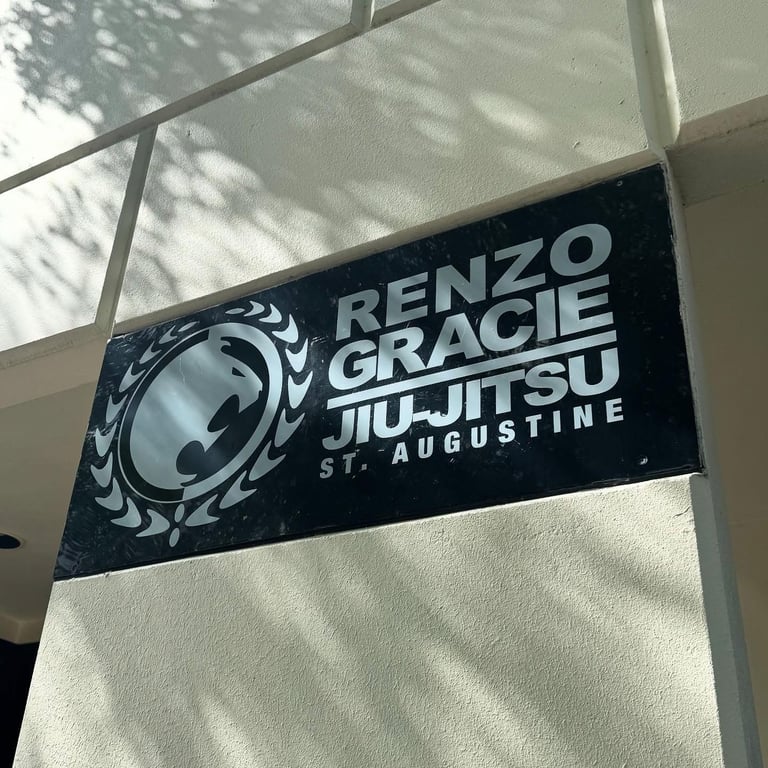 RENZO
GRACIE
JIU-JITSU
ST. AUGUSTINE